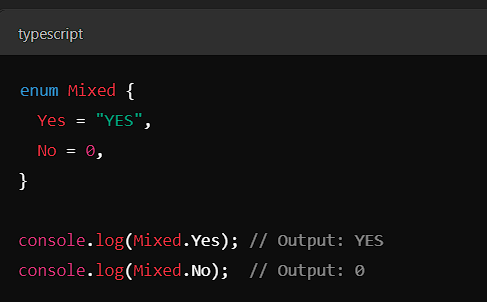 typescript
enum Mixed {
  Yes = "YES",
  No = 0,
}
console.log(Mixed.Yes); // Output: YES
console.log(Mixed.No);  // Output: 0